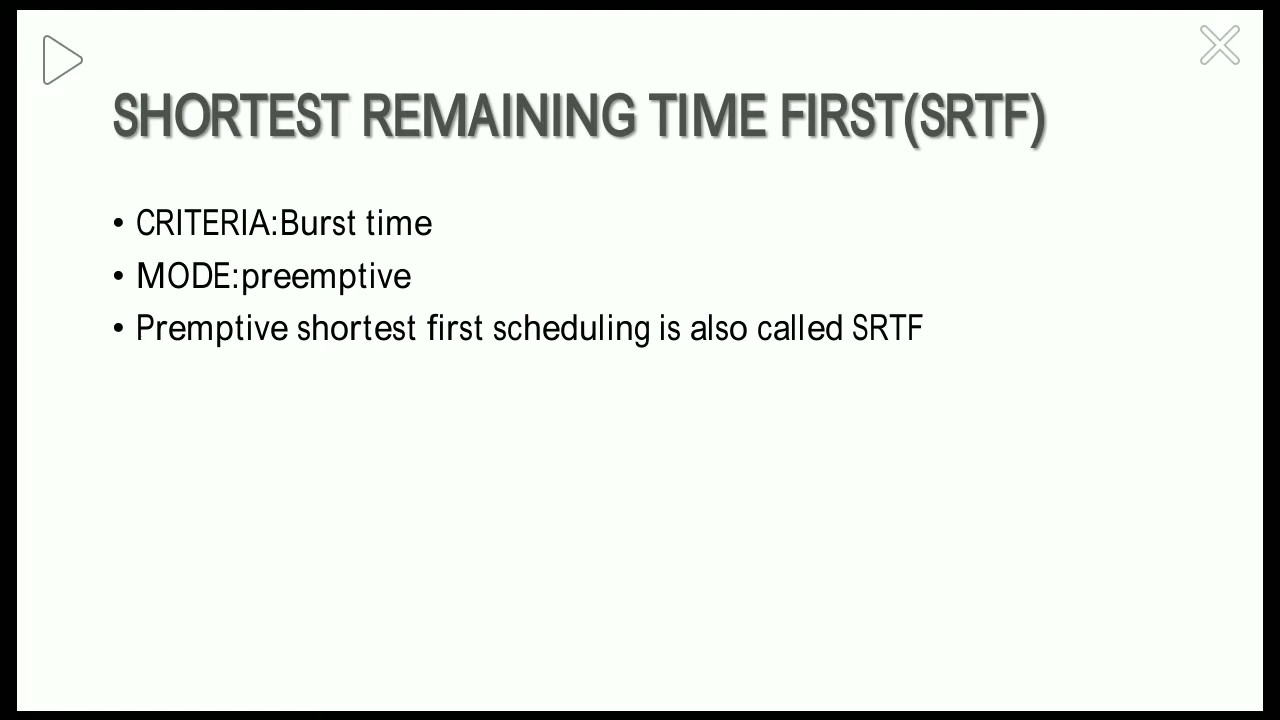 SHORTEST REMAINING TIME FIRST(SRTF)
• CRITERIA:Burst time
• MODE:preemptive
• Premptive shortest first scheduling is also called SRTF